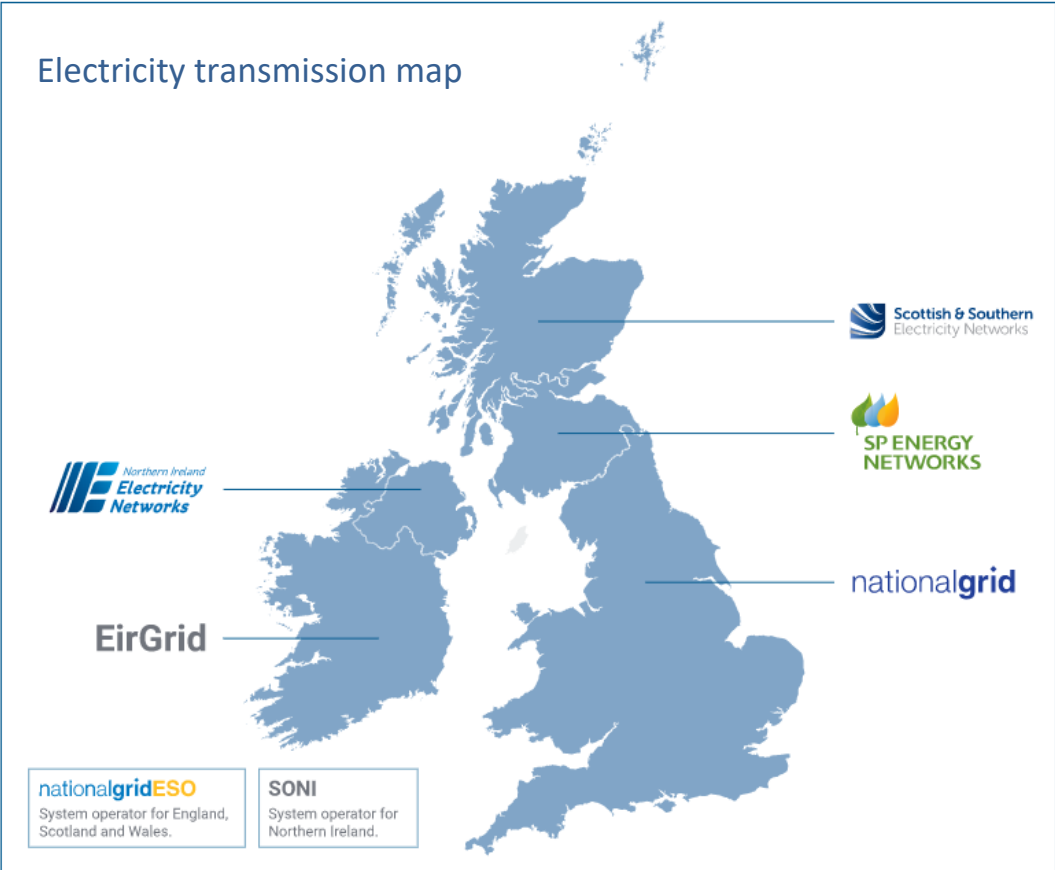 Electricity transmission map
Scottish & Southern
Electricity Networks
SP ENERGY
NETWORKS
Northern Ireland
Electricity
Networks
nationalgrid
EirGrid
nationalgridESO
System operator for England,
Scotland and Wales.
SONI
System operator for
Northern Ireland.